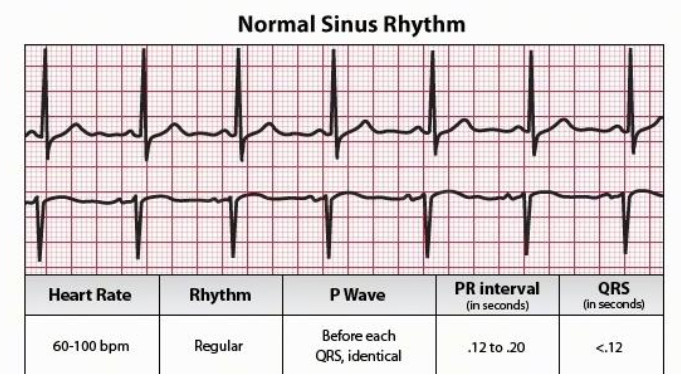 Normal Sinus Rhythm
Heart Rate
Rhythm
P Wave
PR interval
(in seconds)
QRS
(in seconds)
60-100 bpm
Regular
Before each
QRS, identical
.12 to .20
<.12